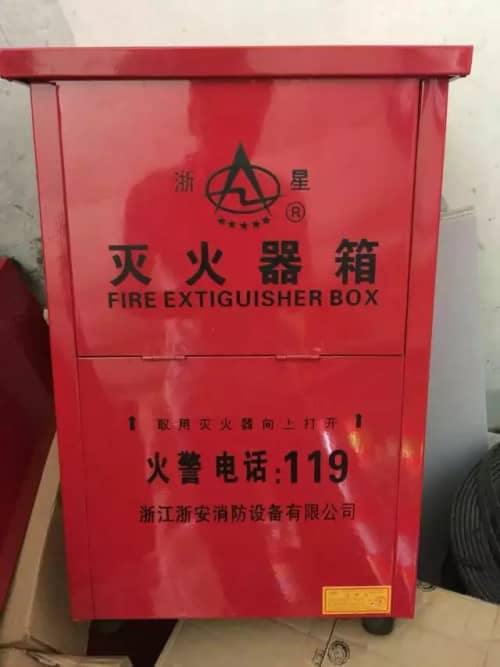 浙 星
®
灭火器箱
FIRE EXTIGUISHER BOX
取用灭火器向上打开
火警电话:119
浙江浙安消防设备有限公司